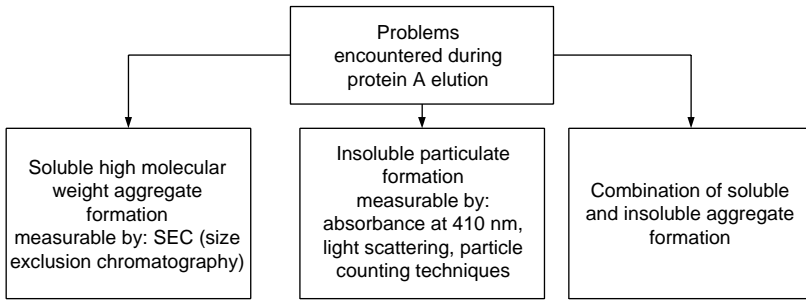 Problems
encountered during
protein A elution
Soluble high molecular
weight aggregate
formation
measurable by: SEC (size
exclusion chromatography)
Insoluble particulate
formation
measurable by:
absorbance at 410 nm,
light scattering, particle
counting techniques
Combination of soluble
and insoluble aggregate
formation